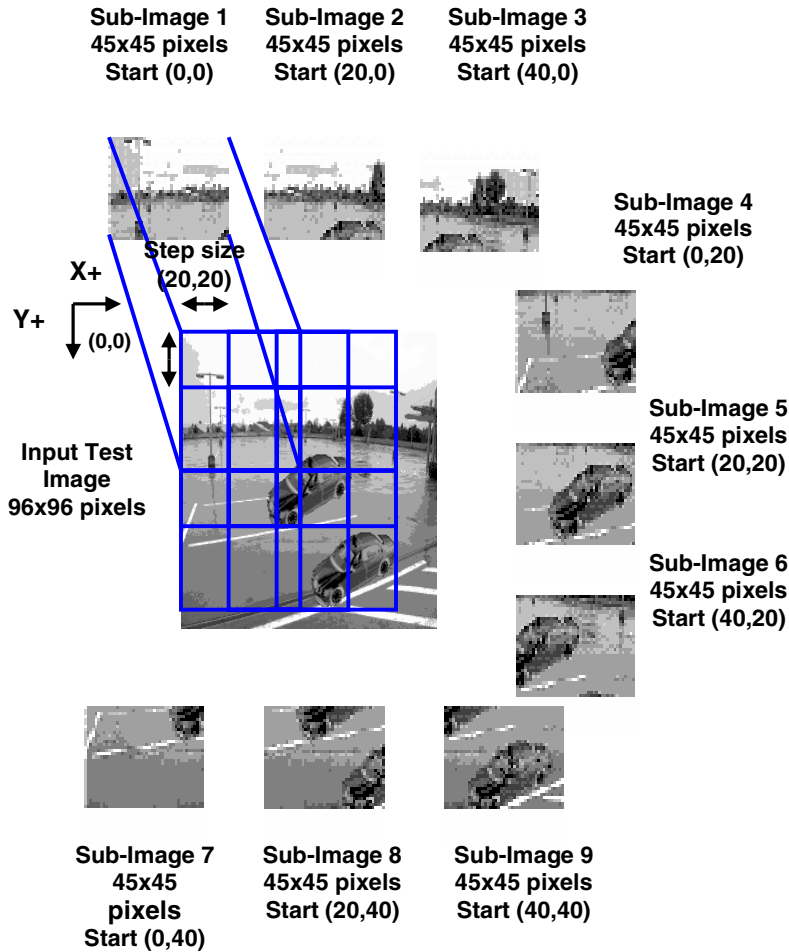 Sub-Image 1
45x45 pixels
Start (0,0)
Sub-Image 2
45x45 pixels
Start (20,0)
Sub-Image 3
45x45 pixels
Start (40,0)
Sub-Image 4
45x45 pixels
Start (0,20)
Step size
(20,20)
X+
Y+
(0,0)
Input Test
Image
96x96 pixels
Sub-Image 5
45x45 pixels
Start (20,20)
Sub-Image 6
45x45 pixels
Start (40,20)
Sub-Image 7
45x45
pixels
Start (0,40)
Sub-Image 8
45x45 pixels
Start (20,40)
Sub-Image 9
45x45 pixels
Start (40,40)